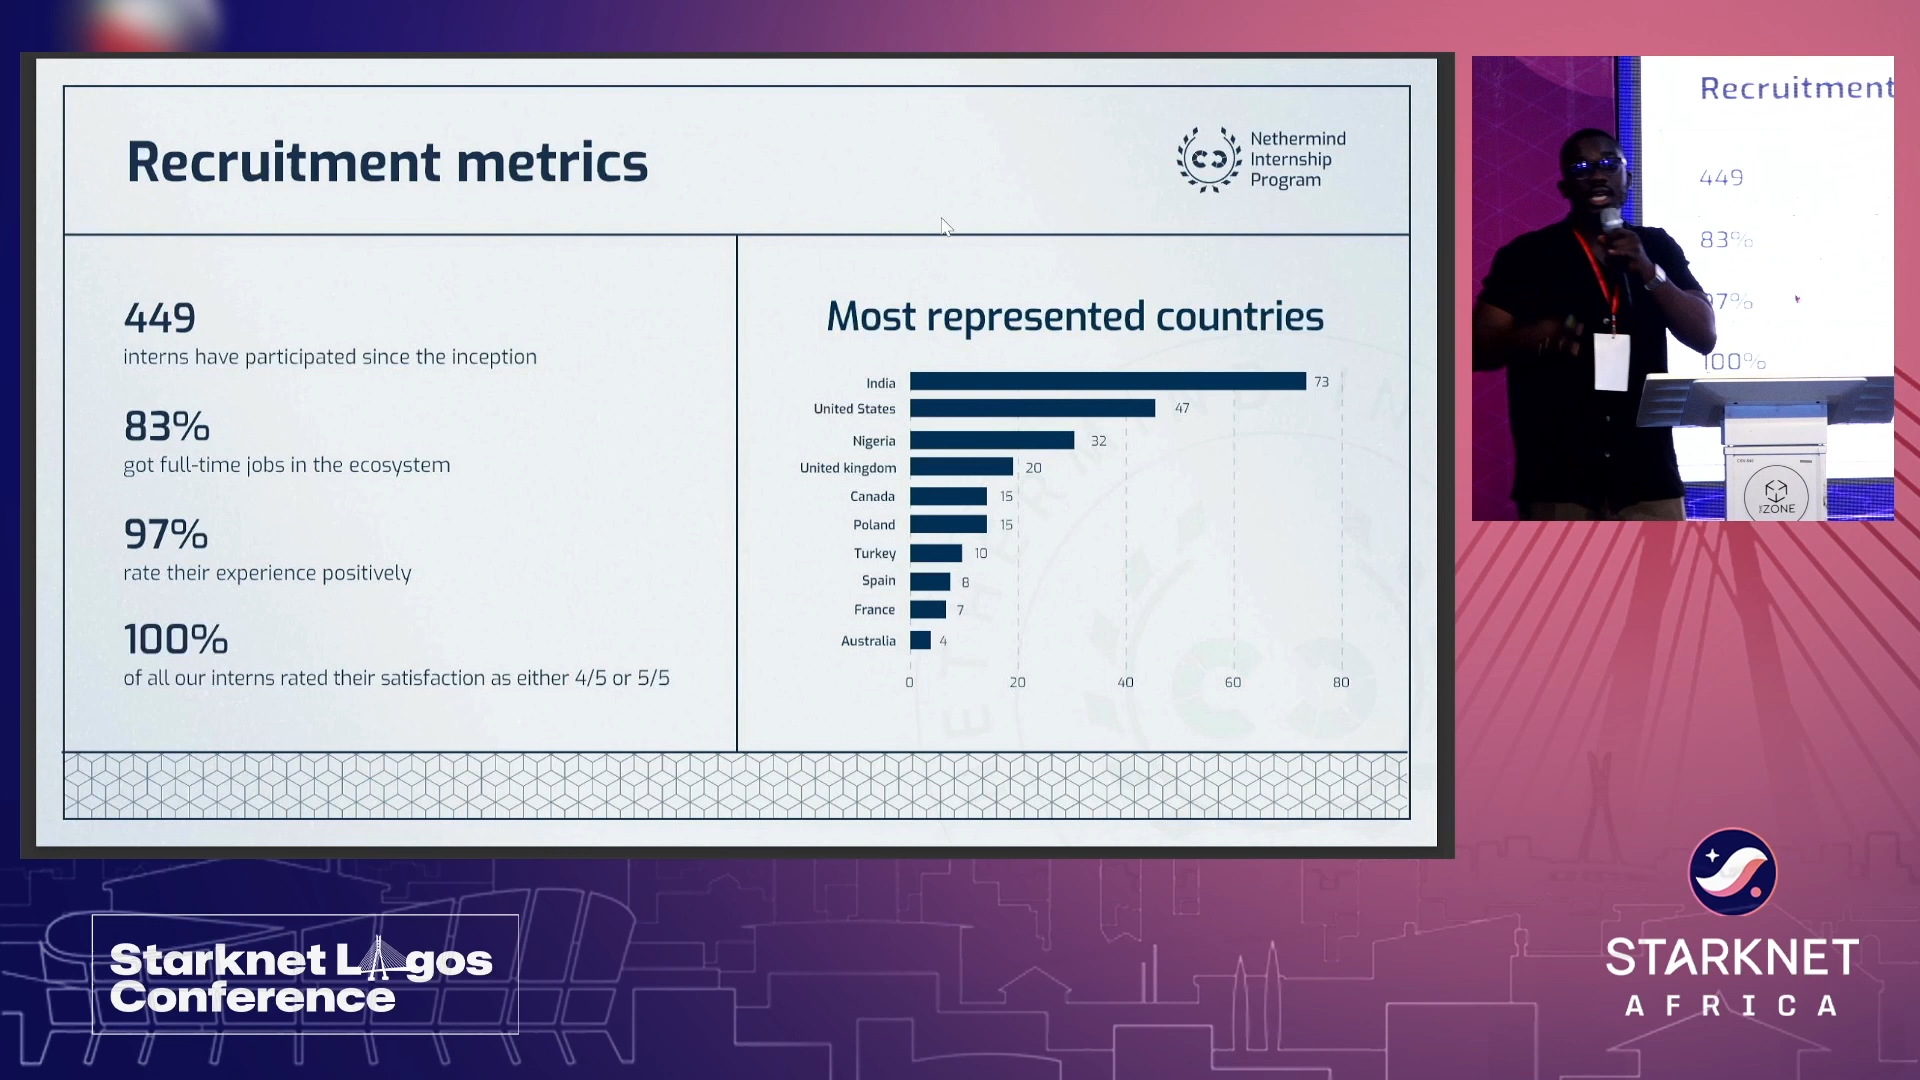 Recruitment metrics
Nethermind
Internship
Program
449
interns have participated since the inception
83%
got full-time jobs in the ecosystem
97%
rate their experience positively
100%
of all our interns rated their satisfaction as either 4/5 or 5/5
Most represented countries
India 73
United States 47
Nigeria 32
United kingdom 20
Canada 15
Poland 15
Turkey 10
Spain 8
France 7
Australia 4
0 20 40 60 80
Recruitment
449
83%
97%
100%
ZONE
Starknet Lagos
Conference
STARKNET
AFRICA